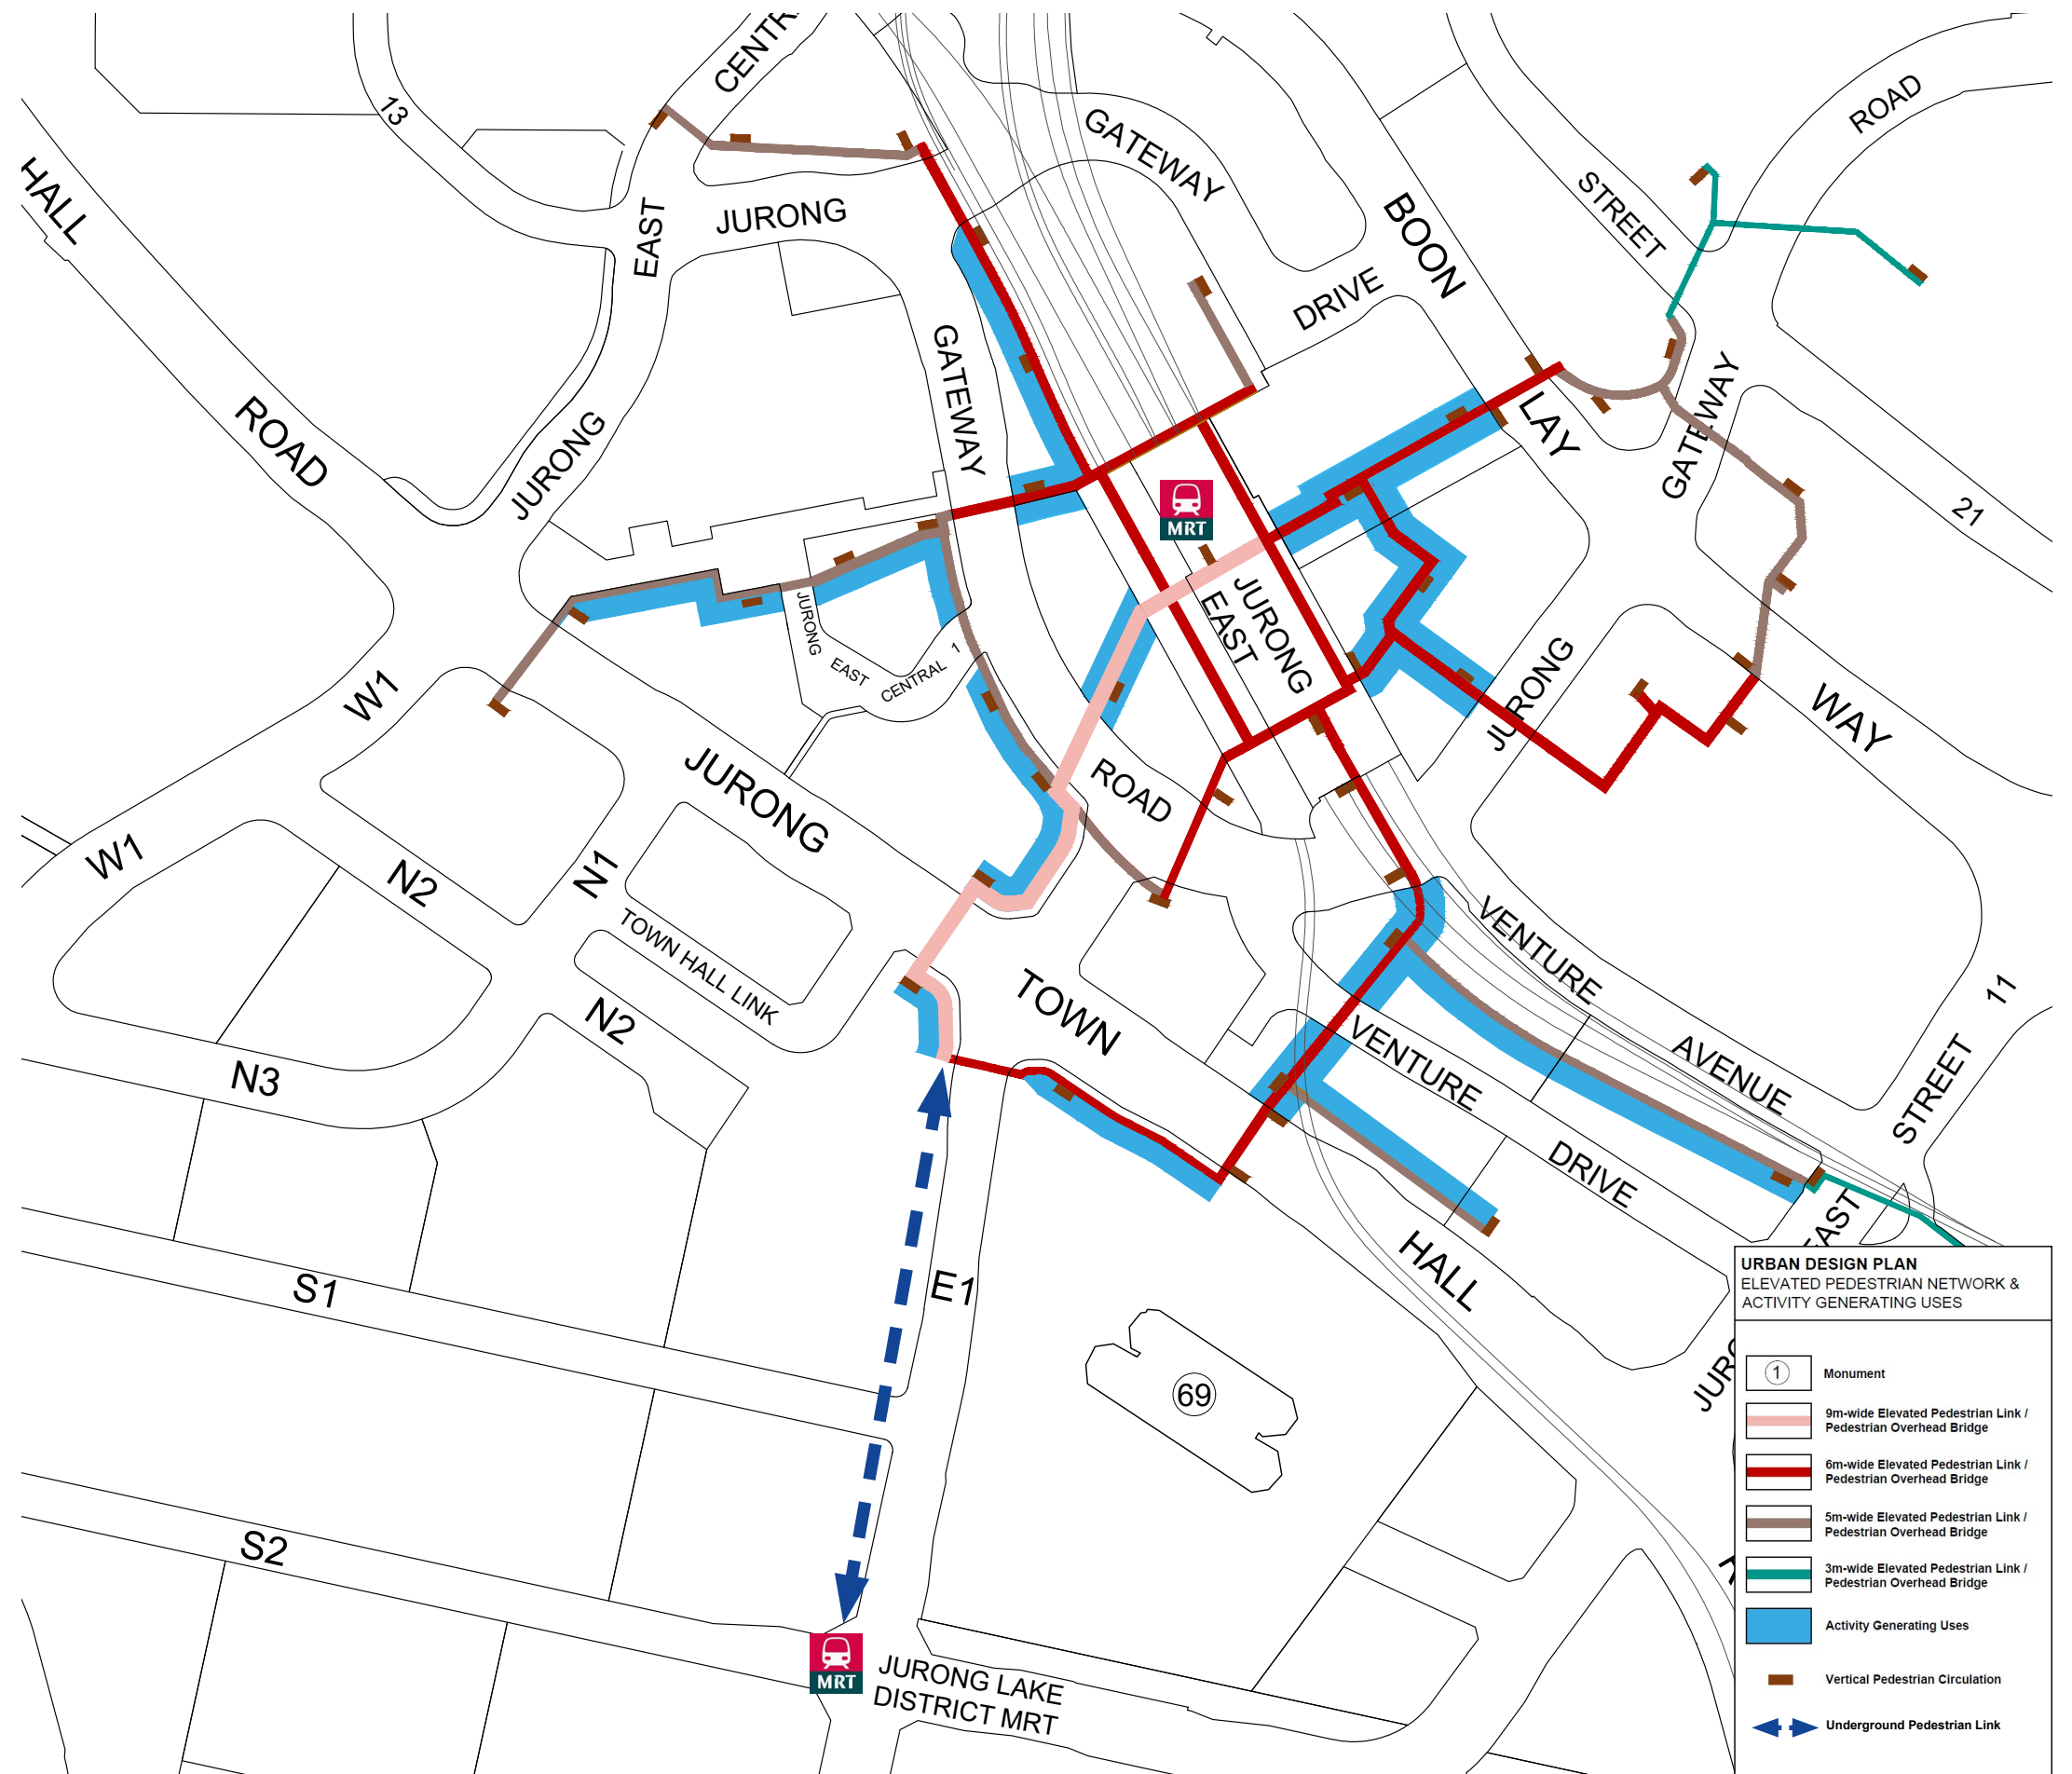 CENTR
13
HALL
EAST
JURONG
GATEWAY
BOON
STREET
ROAD
DRIVE
GATEWAY
ROAD
JURONG
LAY
GATEWAY
21
MRT
JURONG
EAST
JURONG
EAST
CENTRAL 1
W1
JURONG
WAY
JURONG
ROAD
W1
N2
N1
TOWN HALL LINK
N2
TOWN
VENTURE
AVENUE
VENTURE
DRIVE
STREET
11
N3
EAST
HALL
S1
E1
69
S2
MRT
JURONG LAKE
DISTRICT MRT
URBAN DESIGN PLAN
ELEVATED PEDESTRIAN NETWORK &
ACTIVITY GENERATING USES
1
Monument
9m-wide Elevated Pedestrian Link /
Pedestrian Overhead Bridge
6m-wide Elevated Pedestrian Link /
Pedestrian Overhead Bridge
5m-wide Elevated Pedestrian Link /
Pedestrian Overhead Bridge
3m-wide Elevated Pedestrian Link /
Pedestrian Overhead Bridge
Activity Generating Uses
Vertical Pedestrian Circulation
Underground Pedestrian Link